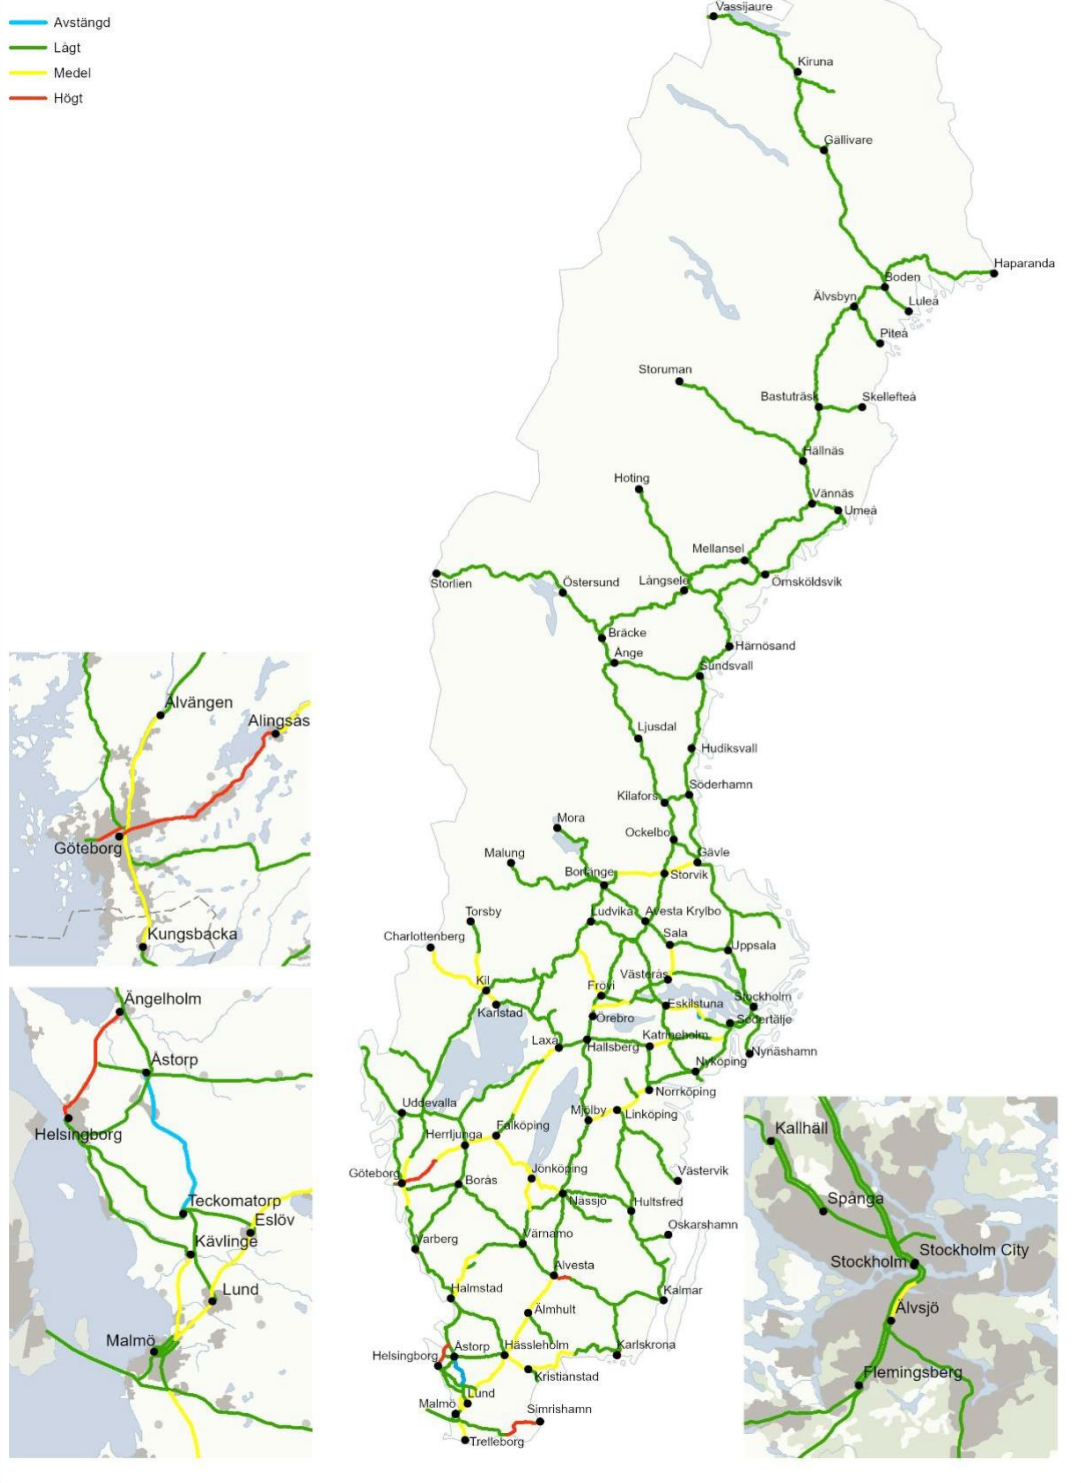 Avstängd
Lågt
Medel
Högt
Vassijaure
Kiruna
Gällivare
Haparanda
Boden
Älvsbyn
Luleå
Piteå
Storuman
Bastuträsk
Skellefteå
Hällnäs
Hoting
Vännäs
Umeå
Mellansel
Storlien
Östersund
Långsele
Örnsköldsvik
Bräcke
Härnösand
Ånge
Sundsvall
Ljusdal
Hudiksvall
Kilafors
Söderhamn
Mora
Ockelbo
Malung
Gävle
Borlänge
Storvik
Torsby
Ludvika
Avesta Krylbo
Charlottenberg
Sala
Uppsala
Kil
Västerås
Frövi
Karlstad
Eskilstuna
Stockholm
Örebro
Södertälje
Laxå
Hallsberg
Katrineholm
Nynäshamn
Nyköping
Norrköping
Uddevalla
Mjölby
Linköping
Herrljunga
Falköping
Göteborg
Borås
Jönköping
Västervik
Nässjö
Hultsfred
Oskarshamn
Varberg
Värnamo
Alvesta
Halmstad
Kalmar
Älmhult
Helsingborg
Åstorp
Hässleholm
Karlskrona
Kristianstad
Lund
Malmö
Simrishamn
Trelleborg
Älvängen
Alingsås
Göteborg
Kungsbacka
Ängelholm
Åstorp
Helsingborg
Teckomatorp
Eslöv
Kävlinge
Lund
Malmö
Kallhäll
Spånga
Stockholm City
Stockholm
Älvsjö
Flemingsberg